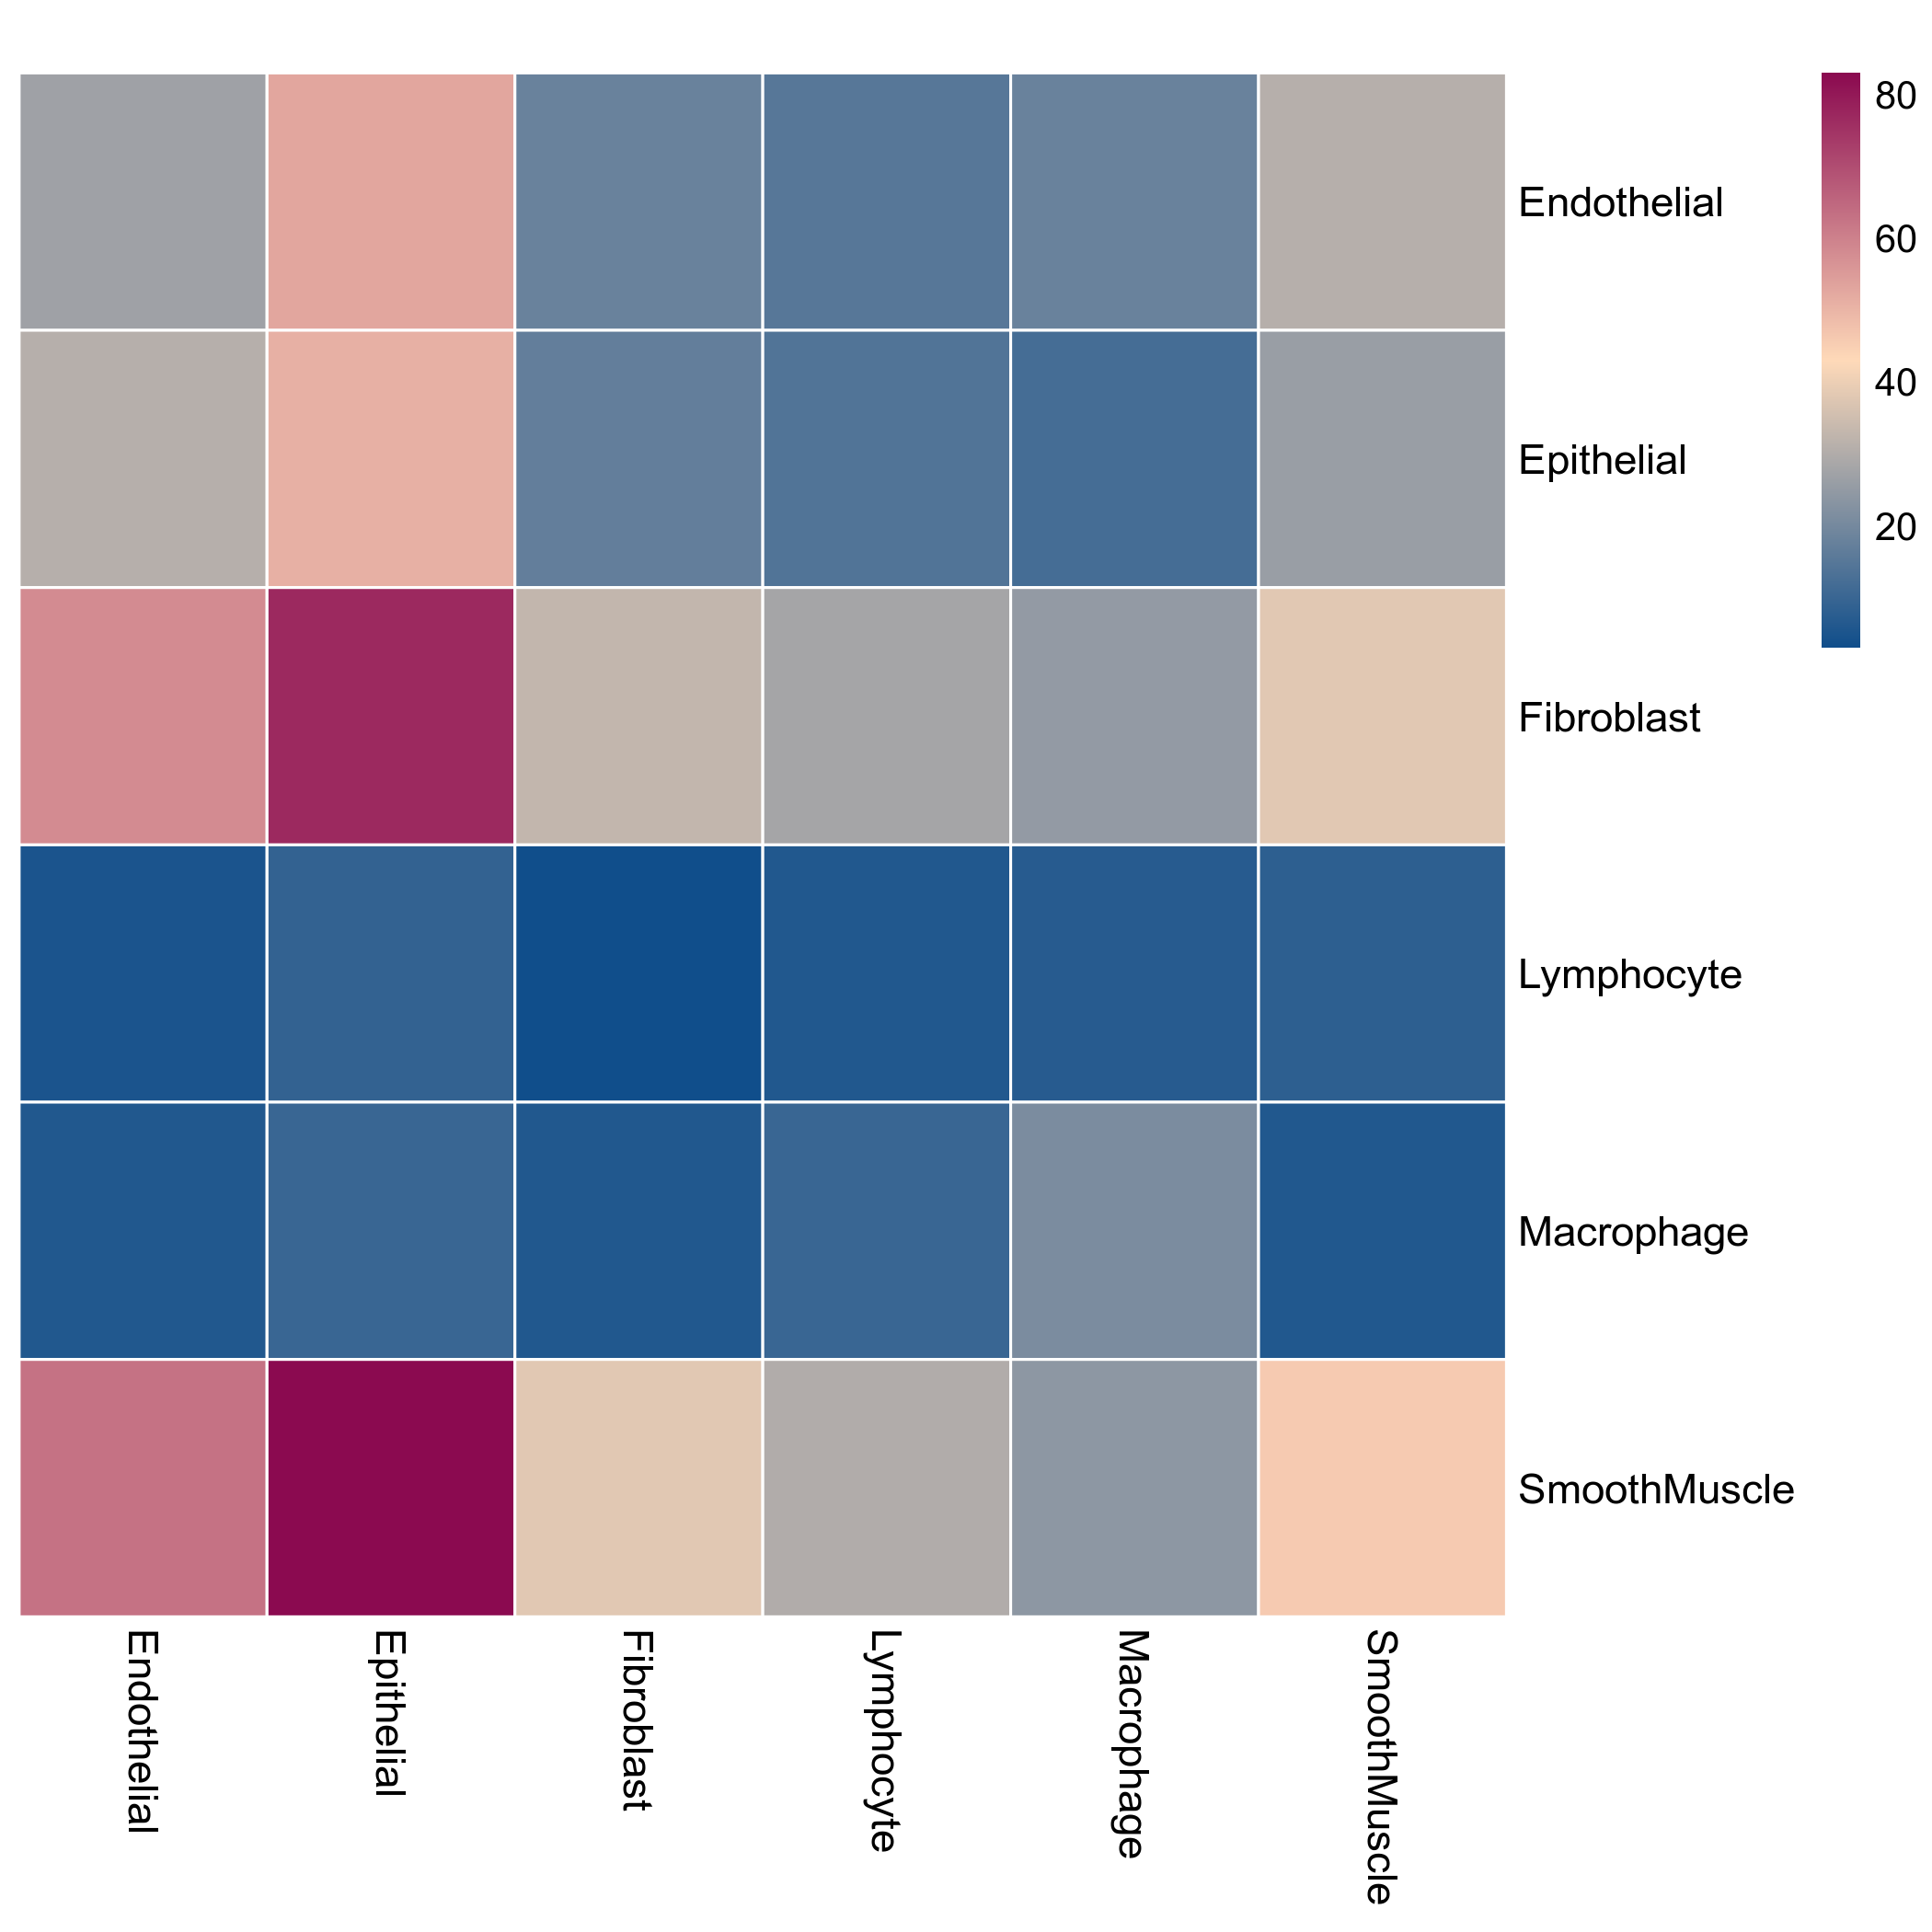 80
60
40
20
Endothelial
Epithelial
Fibroblast
Lymphocyte
Macrophage
SmoothMuscle
Endothelial
Epithelial
Fibroblast
Lymphocyte
Macrophage
SmoothMuscle